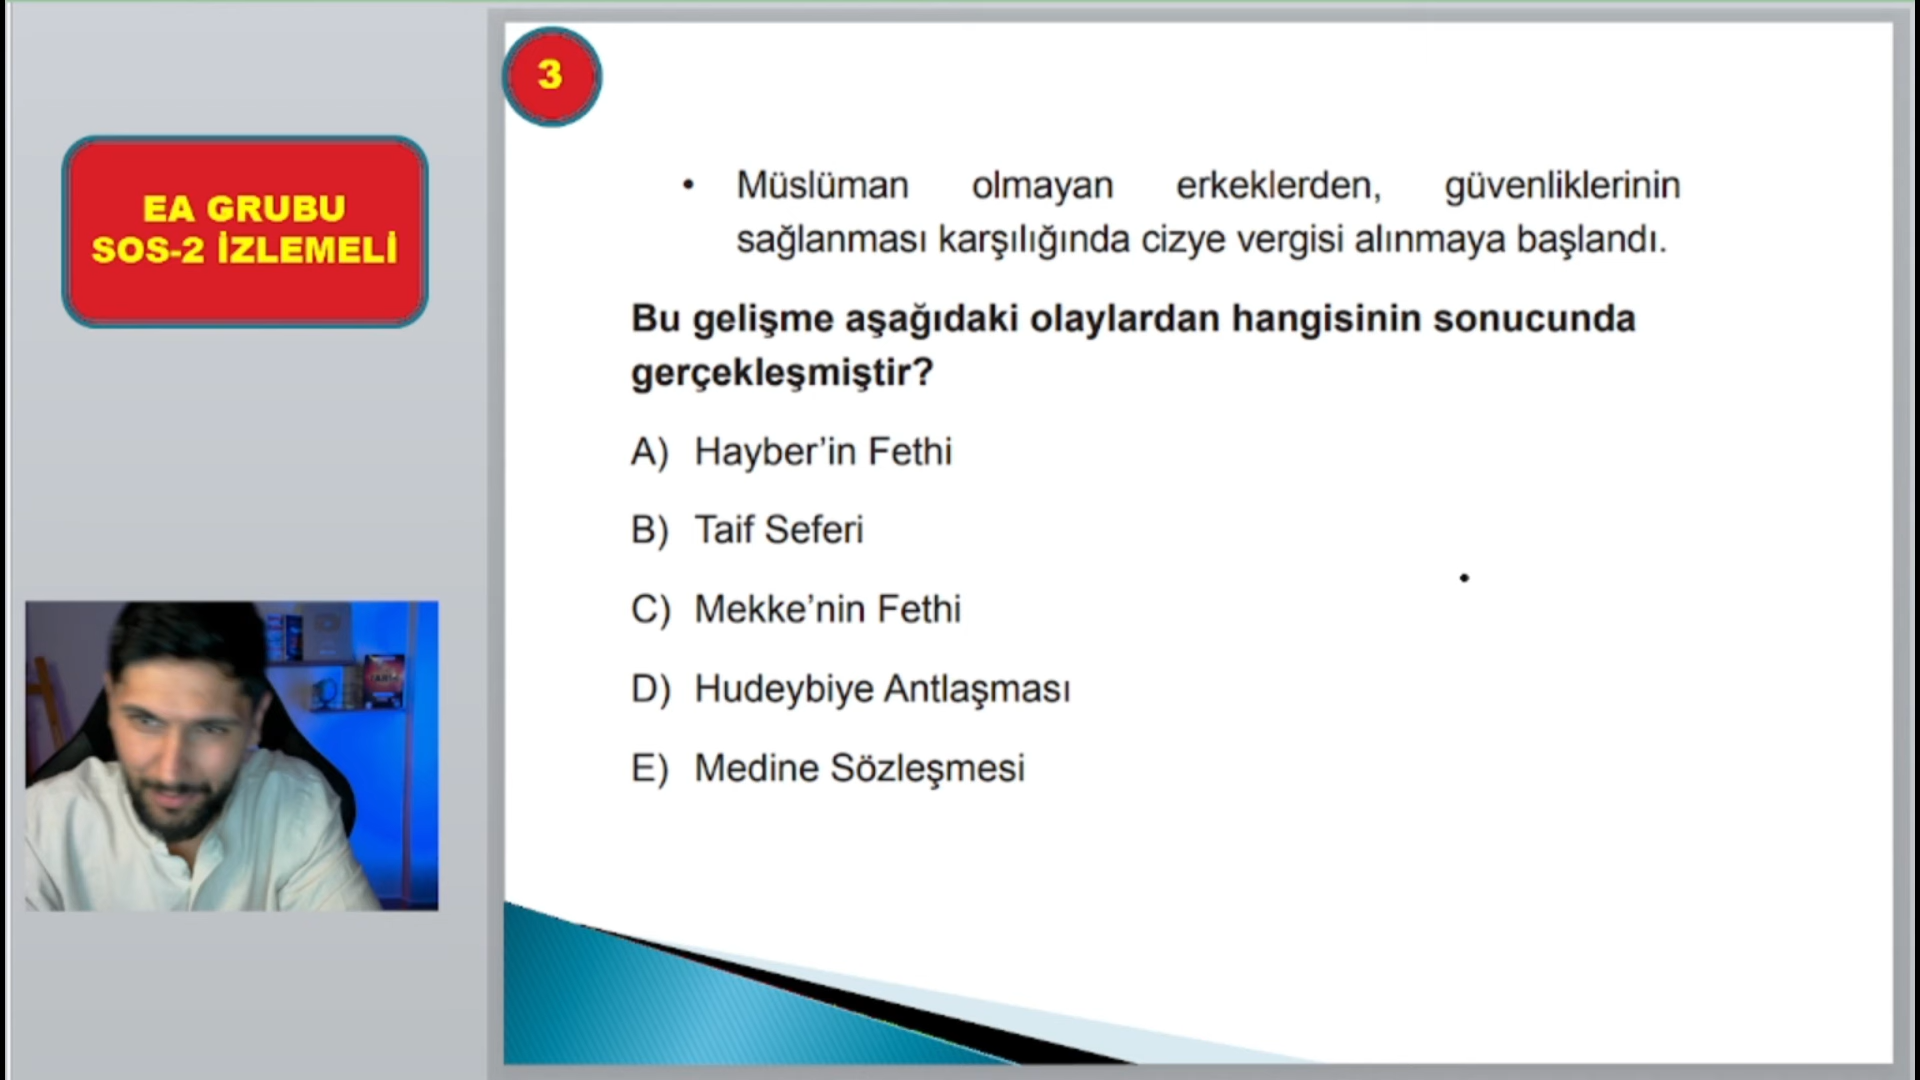 3
EA GRUBU
SOS-2 İZLEMELİ
• Müslüman olmayan erkeklerden, güvenliklerinin
sağlanması karşılığında cizye vergisi alınmaya başlandı.
Bu gelişme aşağıdaki olaylardan hangisinin sonucunda
gerçekleşmiştir?
A) Hayber’in Fethi
B) Taif Seferi
C) Mekke’nin Fethi
D) Hudeybiye Antlaşması
E) Medine Sözleşmesi